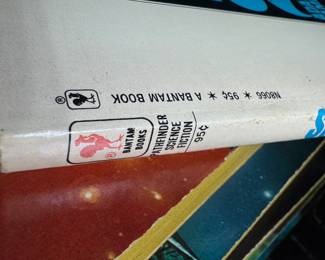 N8066 * 95¢ * A BANTAM BOOK ®
BANTAM
BOOKS
PATHFINDER
SCIENCE
FICTION
95¢